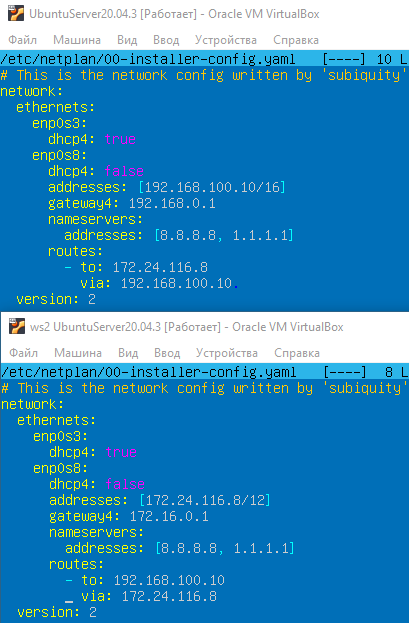 UbuntuServer20.04.3 [Работает] - Oracle VM VirtualBox
Файл Машина Вид Ввод Устройства Справка
/etc/netplan/00-installer-config.yaml [----] 10 L
# This is the network config written by 'subiquity'
network:
  ethernets:
    enp0s3:
      dhcp4: true
    enp0s8:
      dhcp4: false
      addresses: [192.168.100.10/16]
      gateway4: 192.168.0.1
      nameservers:
        addresses: [8.8.8.8, 1.1.1.1]
      routes:
        - to: 172.24.116.8
          via: 192.168.100.10.
  version: 2
ws2 UbuntuServer20.04.3 [Работает] - Oracle VM VirtualBox
Файл Машина Вид Ввод Устройства Справка
/etc/netplan/00-installer-config.yaml [----] 8 L
# This is the network config written by 'subiquity'
network:
  ethernets:
    enp0s3:
      dhcp4: true
    enp0s8:
      dhcp4: false
      addresses: [172.24.116.8/12]
      gateway4: 172.16.0.1
      nameservers:
        addresses: [8.8.8.8, 1.1.1.1]
      routes:
        - to: 192.168.100.10
        _ via: 172.24.116.8
  version: 2